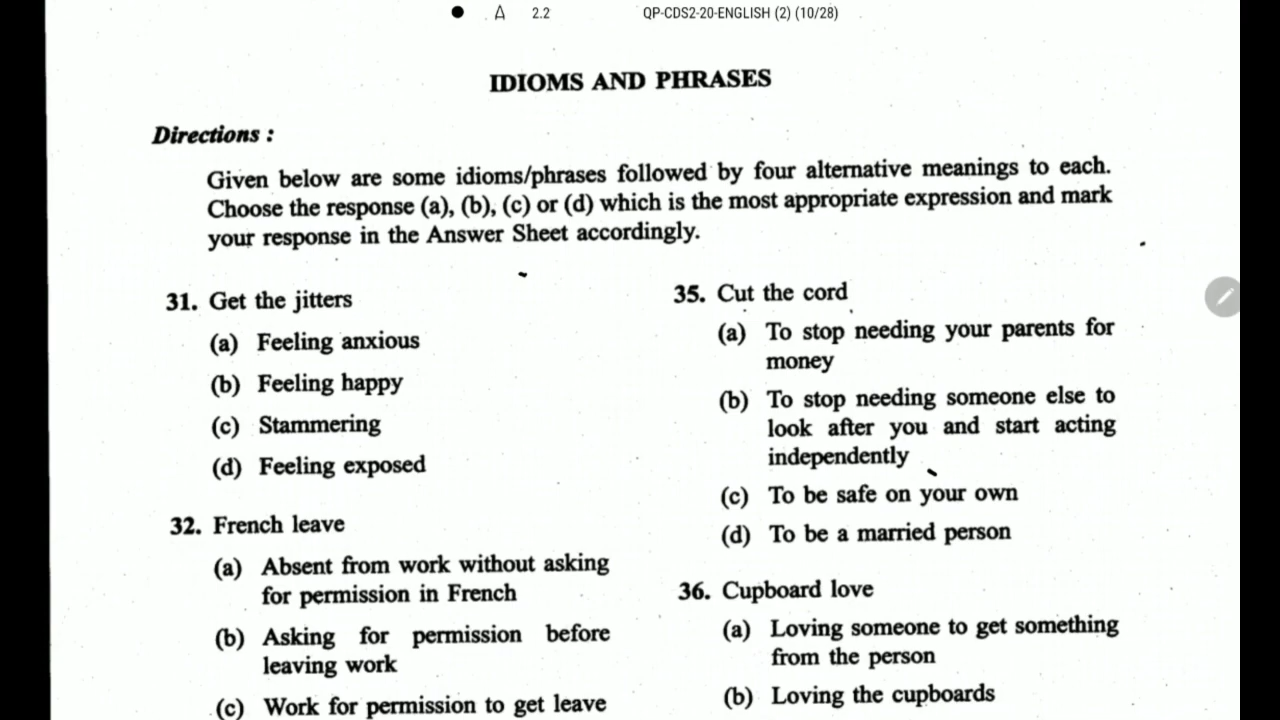 A 2.2 QP-CDS2-20-ENGLISH (2) (10/28)
IDIOMS AND PHRASES
Directions :
Given below are some idioms/phrases followed by four alternative meanings to each.
Choose the response (a), (b), (c) or (d) which is the most appropriate expression and mark
your response in the Answer Sheet accordingly.
31. Get the jitters
(a) Feeling anxious
(b) Feeling happy
(c) Stammering
(d) Feeling exposed
32. French leave
(a) Absent from work without asking
for permission in French
(b) Asking for permission before
leaving work
(c) Work for permission to get leave
35. Cut the cord
(a) To stop needing your parents for
money
(b) To stop needing someone else to
look after you and start acting
independently
(c) To be safe on your own
(d) To be a married person
36. Cupboard love
(a) Loving someone to get something
from the person
(b) Loving the cupboards